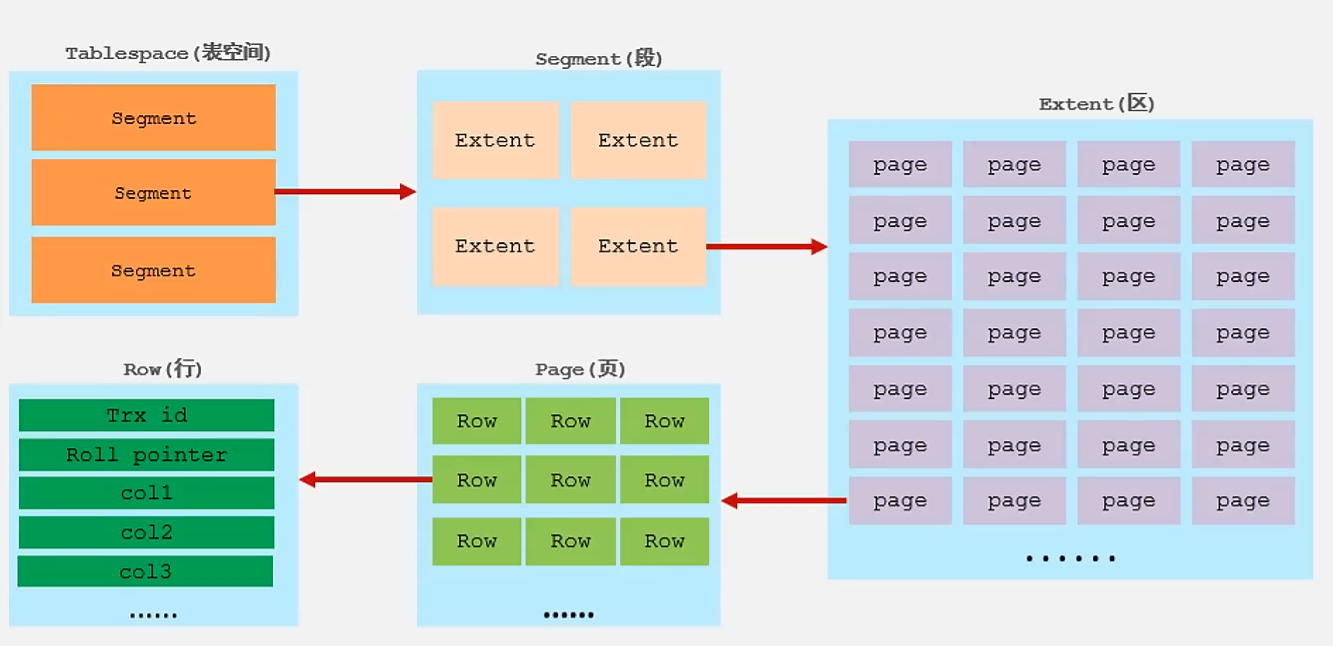 Tablespace(表空间)
Segment
Segment
Segment
Segment(段)
Extent Extent
Extent Extent
Extent(区)
page page page page
page page page page
page page page page
page page page page
page page page page
page page page page
page page page page
......
Row(行)
Trx id
Roll pointer
col1
col2
col3
......
Page(页)
Row Row Row
Row Row Row
Row Row Row
......